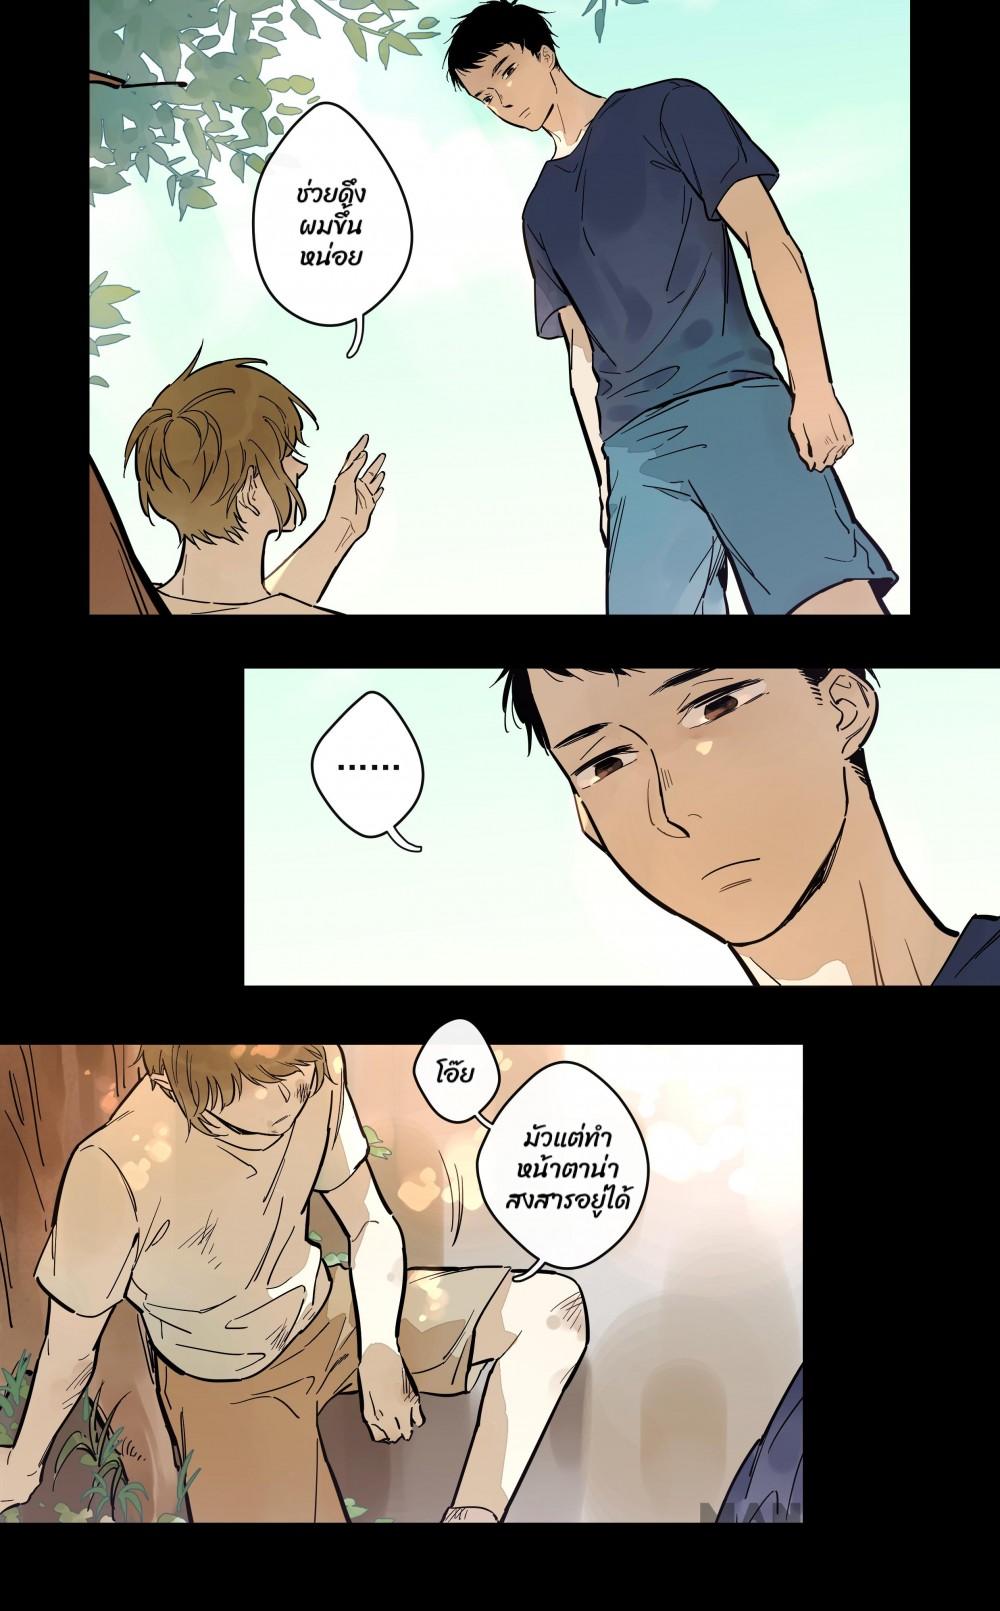 ช่วยดึง
ผมขึ้น
หน่อย
......
โอ๊ย
มัวแต่ทำ
หน้าตาน่า
สงสารอยู่ได้